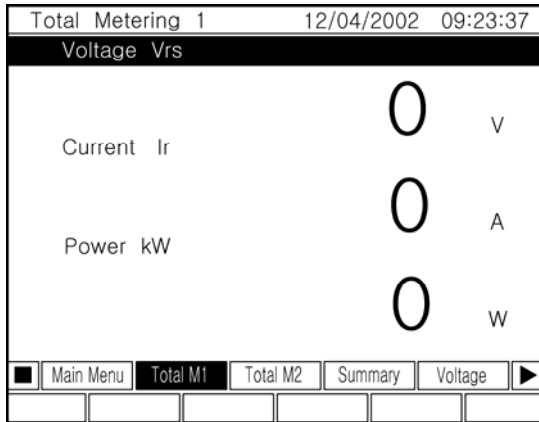 Total Metering 1 12/04/2002 09:23:37
Voltage Vrs
0 V
Current Ir
0 A
Power kW
0 W
Main Menu Total M1 Total M2 Summary Voltage